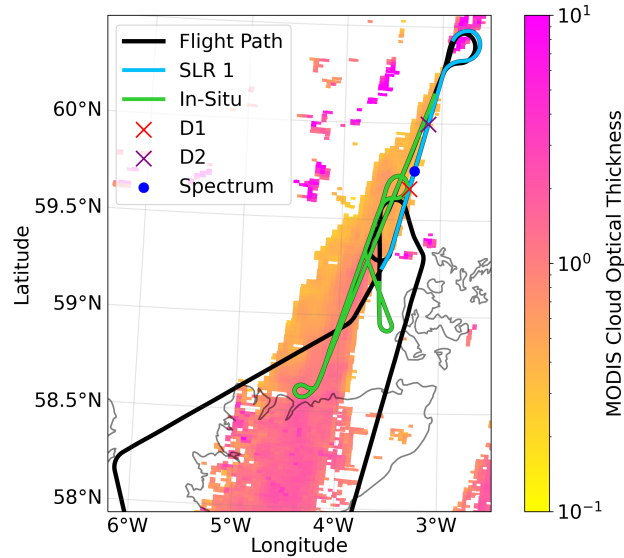 Flight Path
SLR 1
In-Situ
D1
D2
Spectrum
60°N
59.5°N
59°N
58.5°N
58°N
6°W
5°W
4°W
3°W
Latitude
Longitude
10¹
10⁰
10⁻¹
MODIS Cloud Optical Thickness